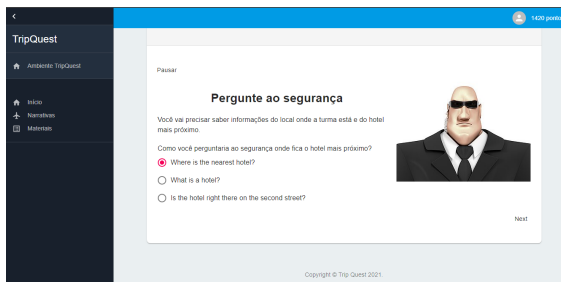 1420 ponto
TripQuest
Ambiente TripQuest
Início
Narrativas
Materiais
Pausar
Pergunte ao segurança
Você vai precisar saber informações do local onde a turma está e do hotel
mais próximo.
Como você perguntaria ao segurança onde fica o hotel mais próximo?
Where is the nearest hotel?
What is a hotel?
Is the hotel right there on the second street?
Next
Copyright © Trip Quest 2021.